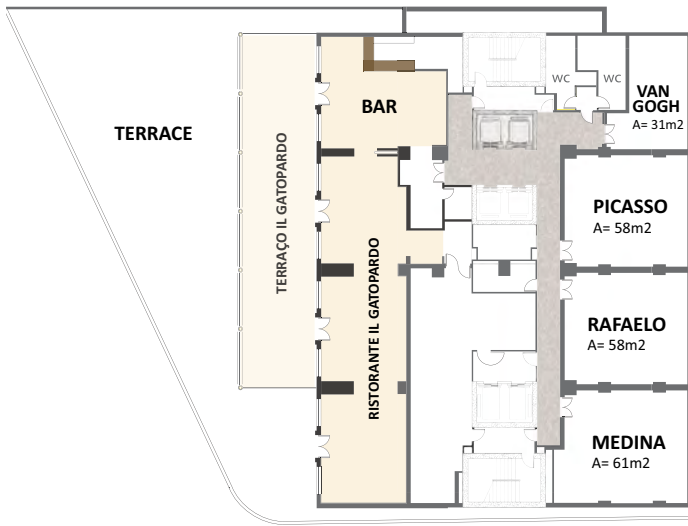 TERRACE
TERRAÇO IL GATOPARDO
BAR
RISTORANTE IL GATOPARDO
WC
WC
VAN
GOGH
A= 31m2
PICASSO
A= 58m2
RAFAELO
A= 58m2
MEDINA
A= 61m2